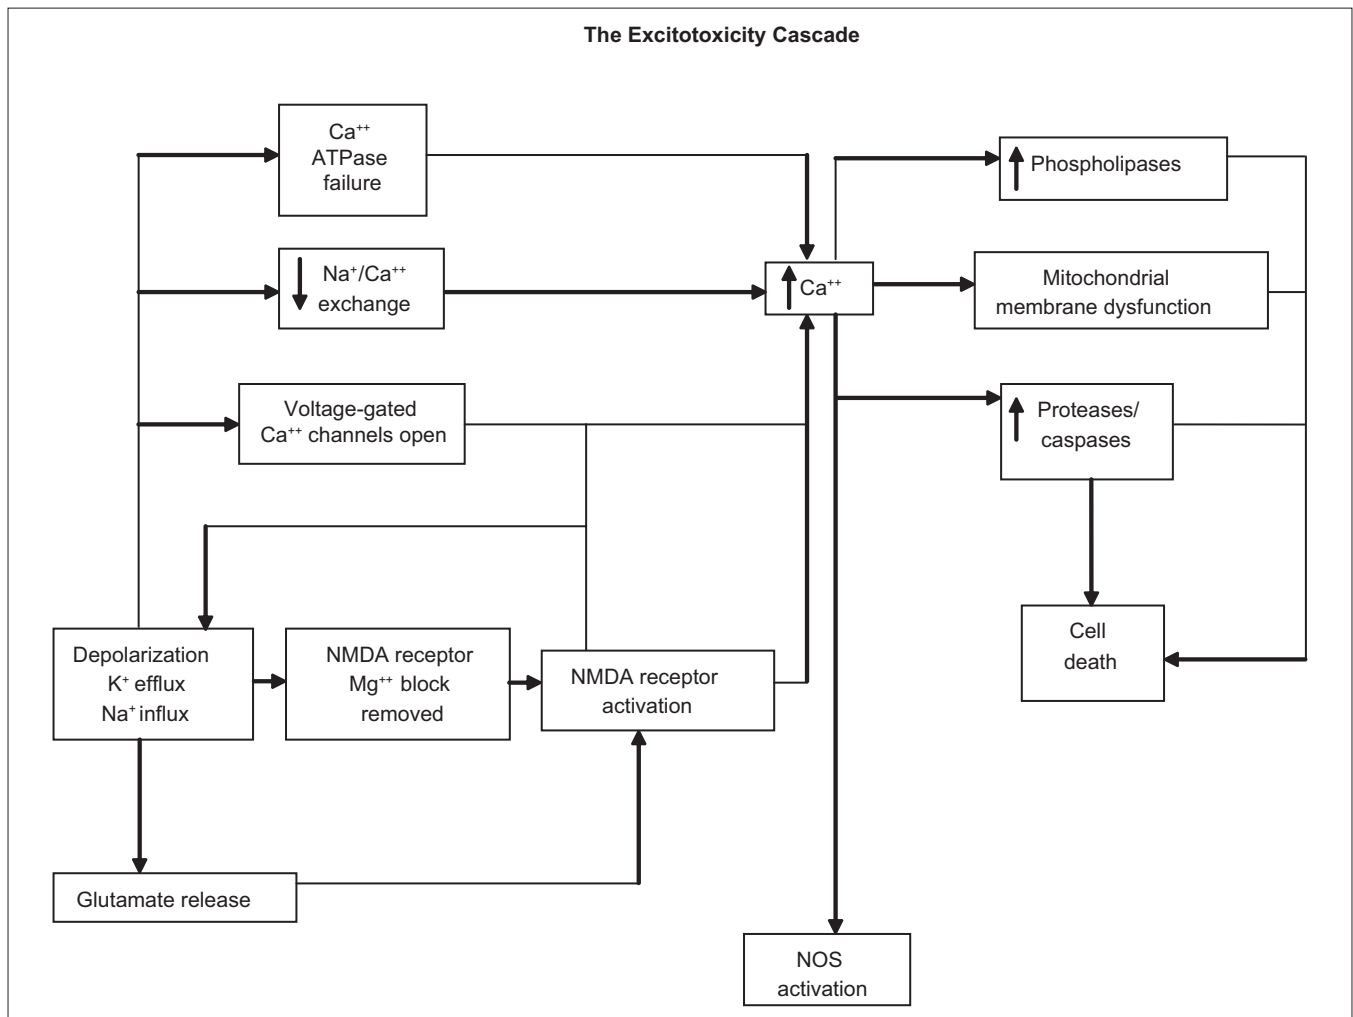 The Excitotoxicity Cascade
Ca⁺⁺
ATPase
failure
Phospholipases
Na⁺/Ca⁺⁺
exchange
Ca⁺⁺
Mitochondrial
membrane dysfunction
Voltage-gated
Ca⁺⁺ channels open
Proteases/
caspases
Depolarization
K⁺ efflux
Na⁺ influx
NMDA receptor
Mg⁺⁺ block
removed
NMDA receptor
activation
Cell
death
Glutamate release
NOS
activation